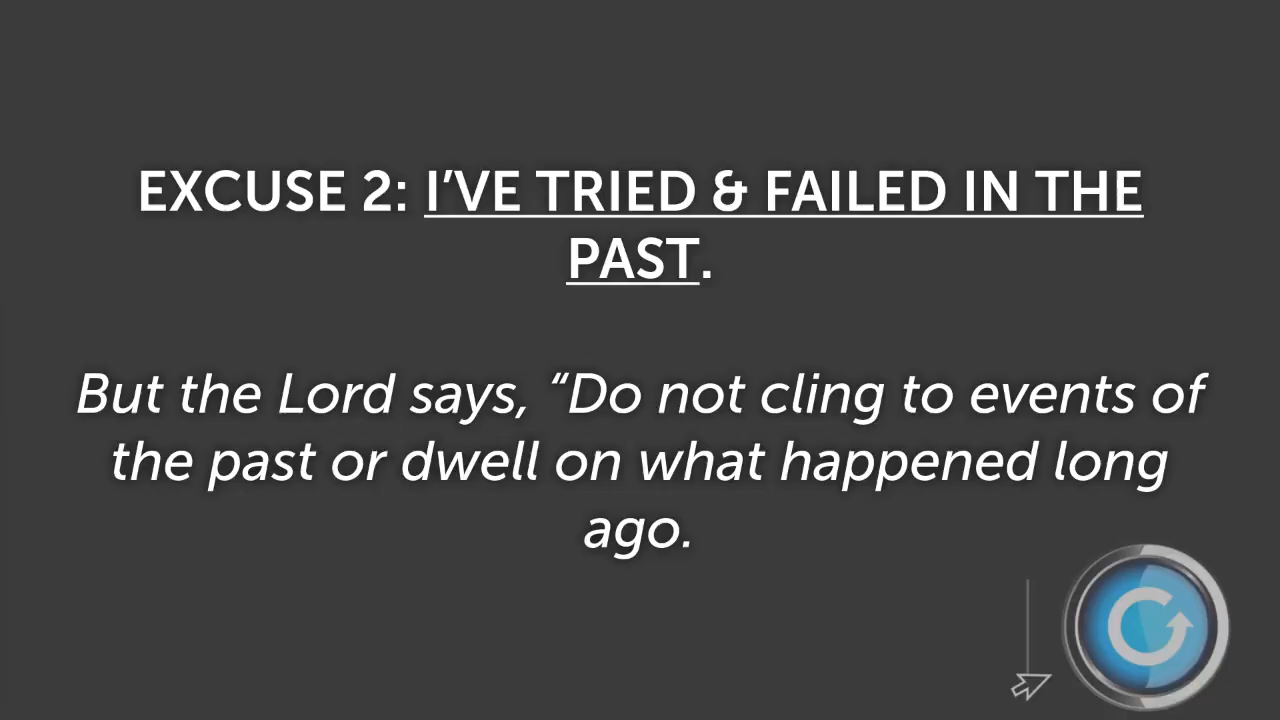 EXCUSE 2: I’VE TRIED & FAILED IN THE
PAST.
But the Lord says, “Do not cling to events of
the past or dwell on what happened long
ago.